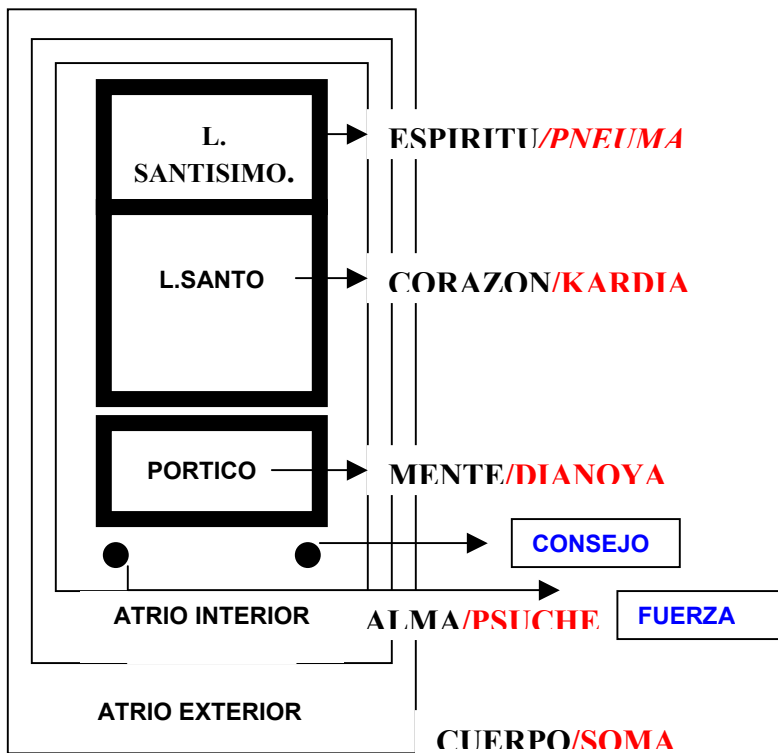 L.
SANTISIMO.
ESPIRITU/PNEUMA
L.SANTO
CORAZON/KARDIA
PORTICO
MENTE/DIANOYA
CONSEJO
ATRIO INTERIOR
ALMA/PSUCHE
FUERZA
ATRIO EXTERIOR
CUERPO/SOMA